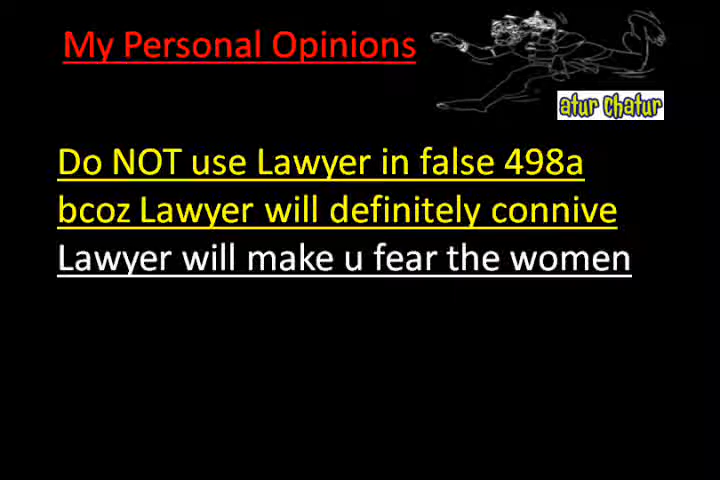 My Personal Opinions
atur chatur
Do NOT use Lawyer in false 498a
bcoz Lawyer will definitely connive
Lawyer will make u fear the women